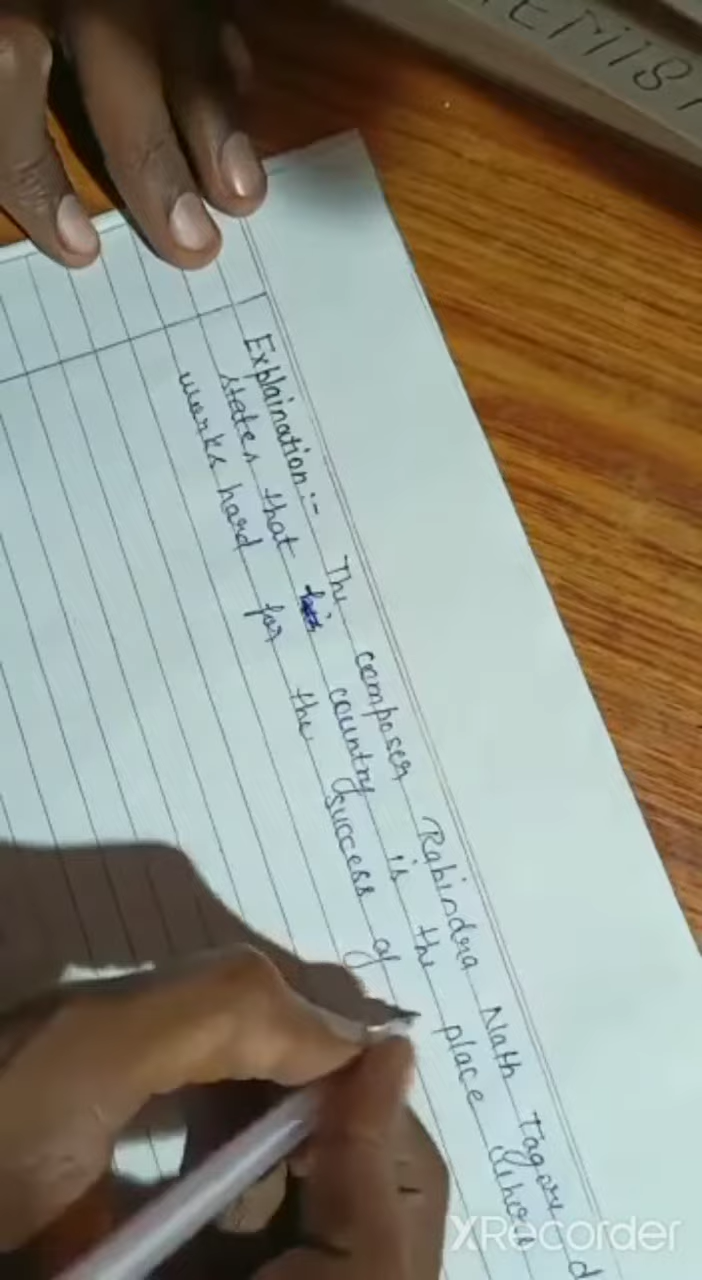 Explaination:- The composer Rabindra Nath Tagore d
states that his country is the place where
works hard for the success of
XRecorder